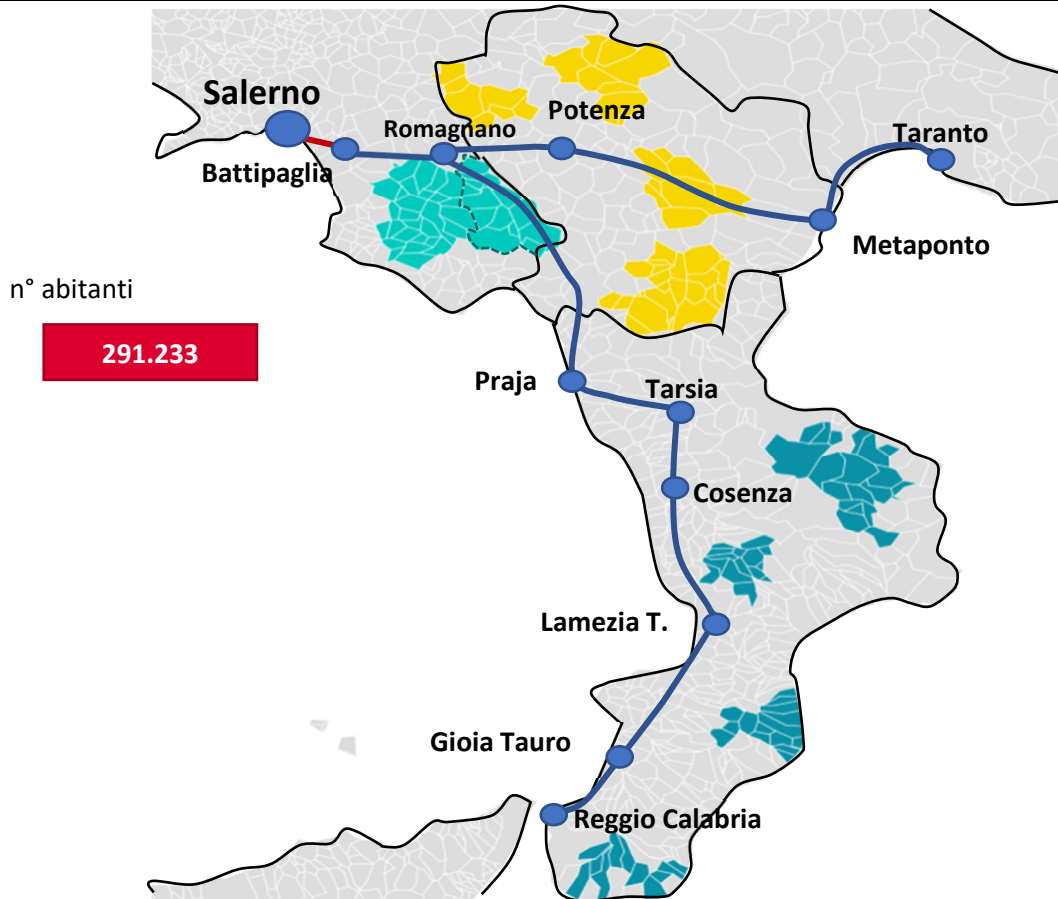 Salerno
Romagnano
Potenza
Taranto
Battipaglia
Metaponto
n° abitanti
291.233
Praja
Tarsia
Cosenza
Lamezia T.
Gioia Tauro
Reggio Calabria